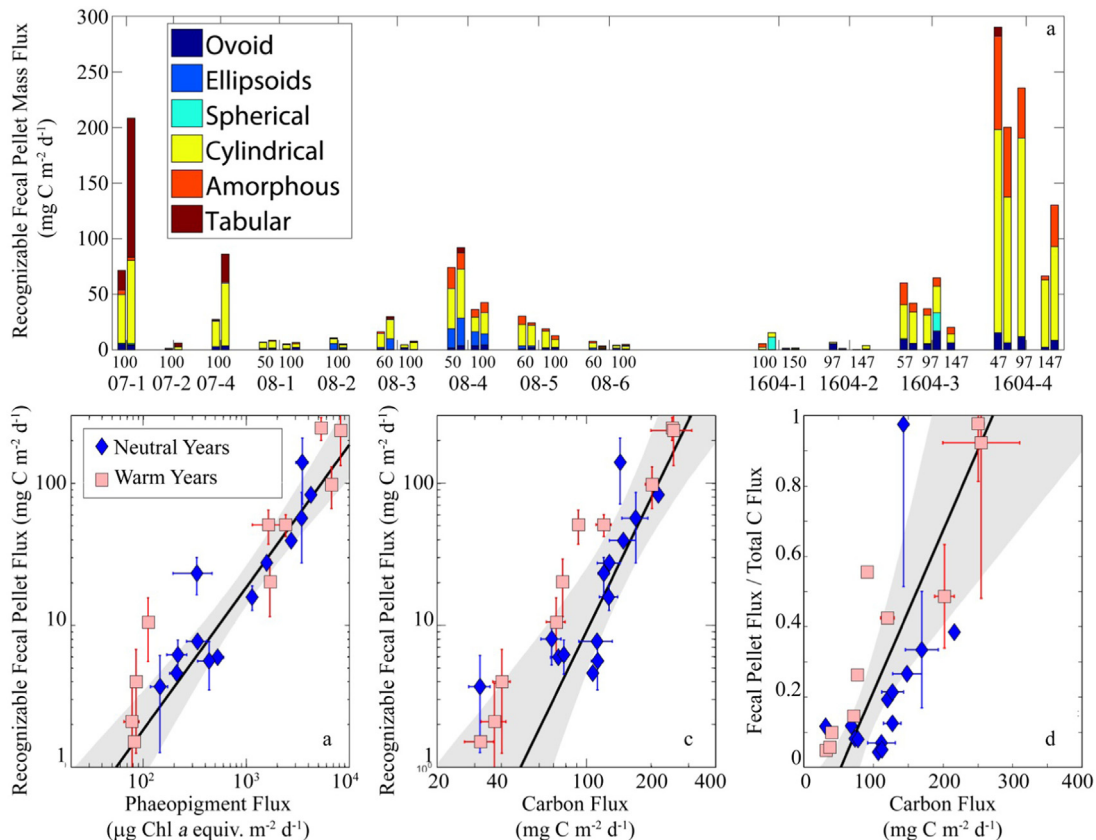 Recognizable Fecal Pellet Mass Flux
(mg C m-2 d-1)
300
250
200
150
100
50
0
a
Ovoid
Ellipsoids
Spherical
Cylindrical
Amorphous
Tabular
100 100 100 50 100 100 60 100 50 100 60 100 60 100 100 150 97 147 57 97 147 47 97 147
07-1 07-2 07-4 08-1 08-2 08-3 08-4 08-5 08-6 1604-1 1604-2 1604-3 1604-4
Recognizable Fecal Pellet Flux (mg C m-2 d-1)
100
10
1
Neutral Years
Warm Years
a
10² 10³ 10⁴
Phaeopigment Flux
(µg Chl a equiv. m-2 d-1)
Recognizable Fecal Pellet Flux (mg C m-2 d-1)
100
10
1
c
20 100 200 400
Carbon Flux
(mg C m-2 d-1)
Fecal Pellet Flux / Total C Flux
1
0.8
0.6
0.4
0.2
0
d
0 100 200 300 400
Carbon Flux
(mg C m-2 d-1)